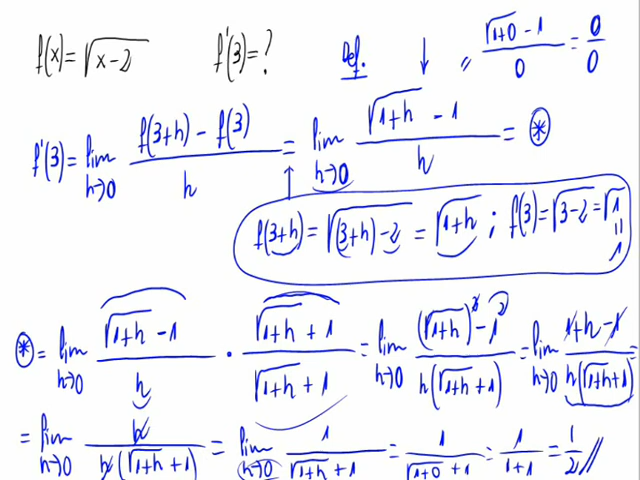 f(x) = √(x-2)   f'(3) = ?   Def. ↓ " (√(1+0) - 1)/0 = 0/0
f'(3) = lim h→0 (f(3+h) - f(3))/h = lim h→0 (√(1+h) - 1)/h = ⊛
f(3+h) = √((3+h)-2) = √(1+h) ; f(3) = √(3-2) = √1 = 1
⊛ = lim h→0 (√(1+h) - 1)/h · (√(1+h) + 1)/(√(1+h) + 1) = lim h→0 ((√(1+h))² - 1²)/(h(√(1+h) + 1)) = lim h→0 (1+h-1)/(h(√(1+h)+1)) =
= lim h→0 h/(h(√(1+h) + 1)) = lim h→0 1/(√(1+h) + 1) = 1/(√(1+0) + 1) = 1/(1+1) = 1/2 //